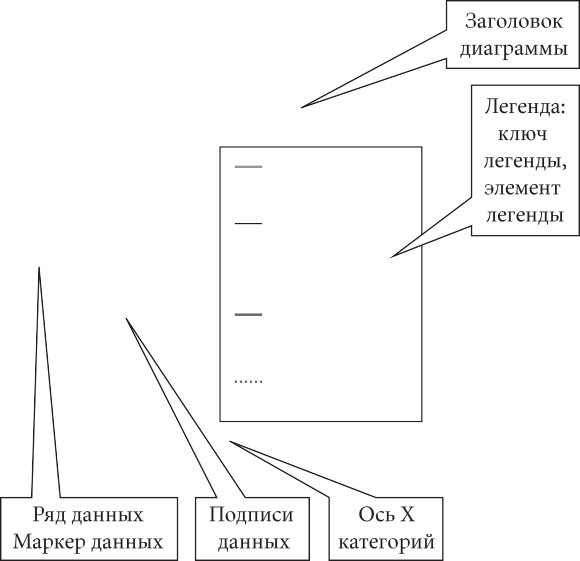 Заголовок
диаграммы
Легенда:
ключ
легенды,
элемент
легенды
Ряд данных
Маркер данных
Подписи
данных
Ось X
категорий